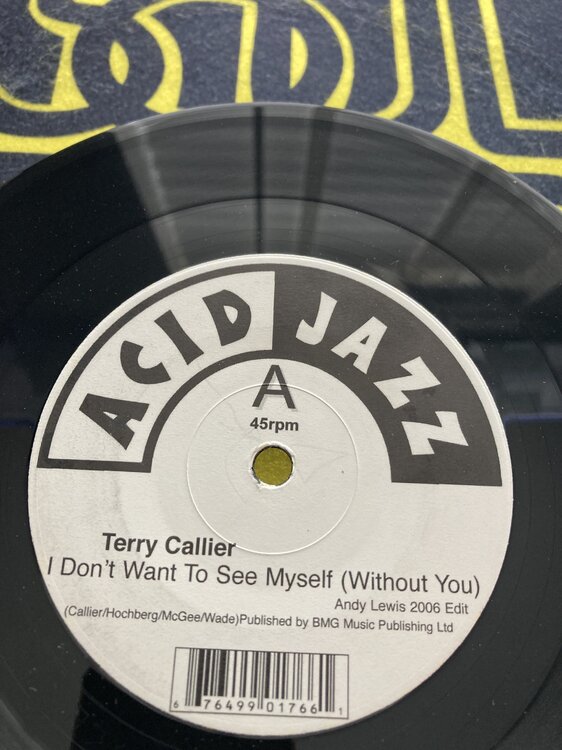 SOUL
ACID JAZZ
A
45rpm
Terry Callier
I Don't Want To See Myself (Without You)
Andy Lewis 2006 Edit
(Callier/Hochberg/McGee/Wade)Published by BMG Music Publishing Ltd
6 76499 01766 1